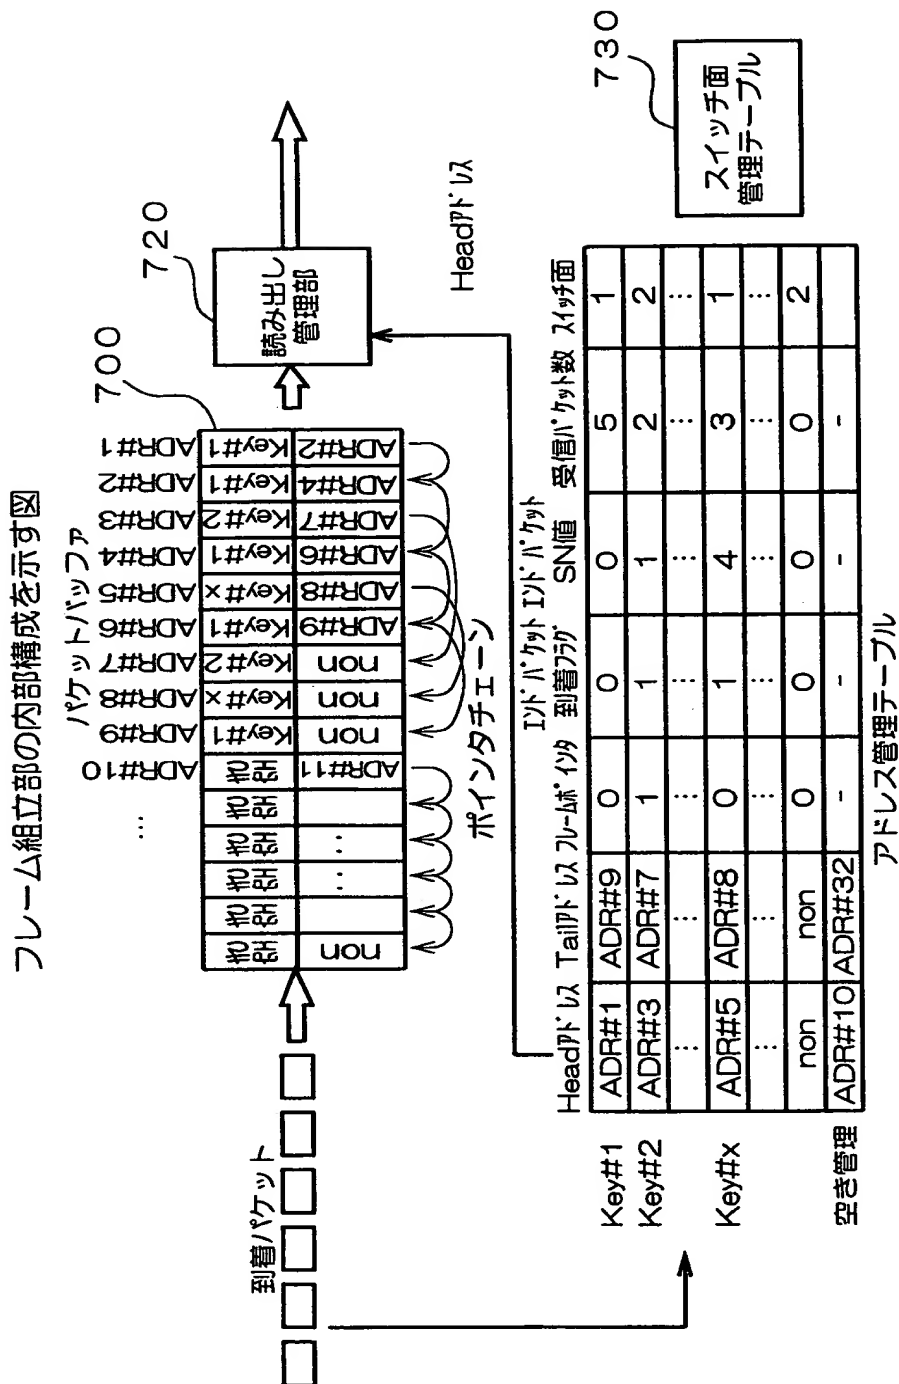 フレーム組立部の内部構成を示す図
パケットバッファ
700
720
730
ADR#1 Key#1 ADR#2
ADR#2 Key#1 ADR#4
ADR#3 Key#2 ADR#7
ADR#4 Key#1 ADR#6
ADR#5 Key#x ADR#8
ADR#6 Key#1 ADR#9
ADR#7 Key#2 non
ADR#8 Key#x non
ADR#9 Key#1 non
ADR#10 空き ADR#11
… 空き
空き …
空き …
空き
空き non
ポインタチェーン
到着パケット
読み出し
管理部
Headアドレス
スイッチ面
管理テーブル
エンドパケット エンドパケット
Headアドレス Tailアドレス フレームポインタ 到着フラグ SN値 受信パケット数 スイッチ面
Key#1 ADR#1 ADR#9 0 0 0 5 1
Key#2 ADR#3 ADR#7 1 1 1 2 2
… … … … … … …
Key#x ADR#5 ADR#8 0 1 4 3 1
… … … … … … …
non non 0 0 0 0 2
空き管理 ADR#10 ADR#32 - - - -
アドレス管理テーブル